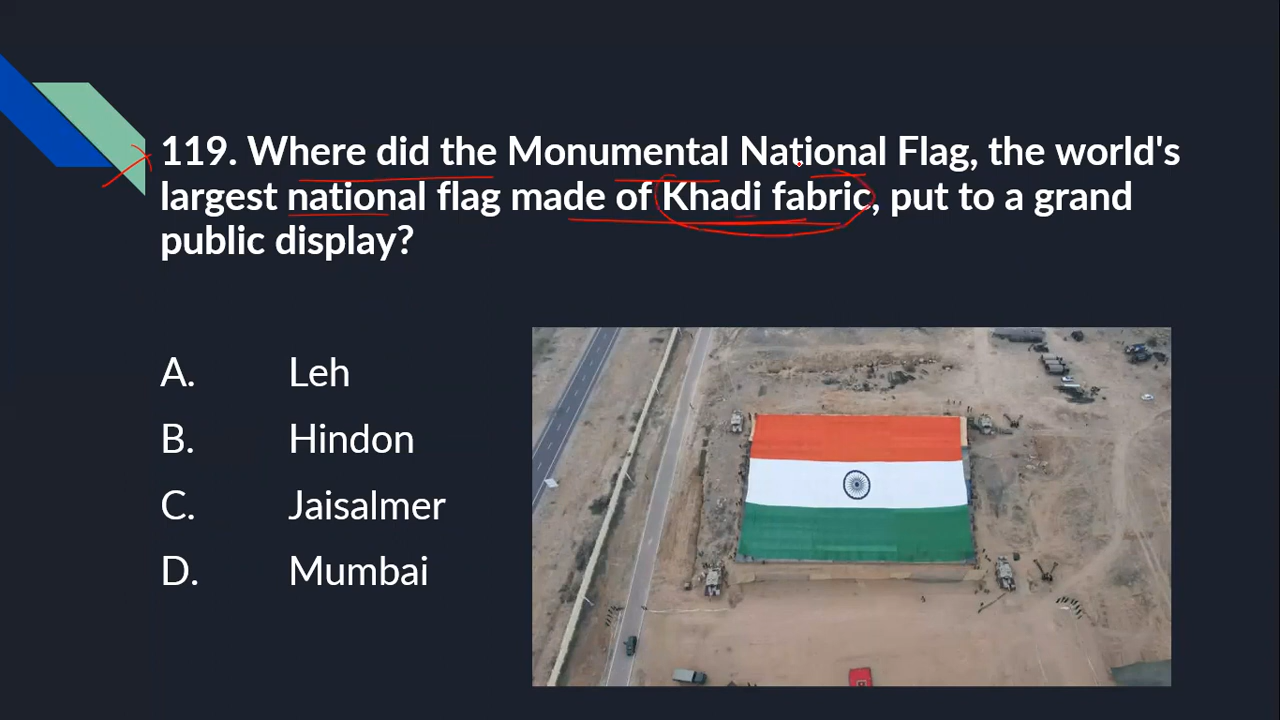 119. Where did the Monumental National Flag, the world's
largest national flag made of Khadi fabric, put to a grand
public display?
A. Leh
B. Hindon
C. Jaisalmer
D. Mumbai